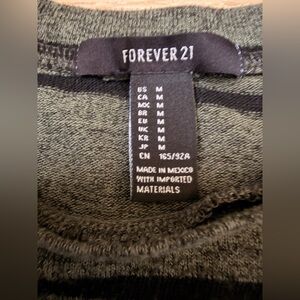 FOREVER 21
US M
CA M
MX M
BR M
EU M
UK M
KR M
JP M
CN 165/92A
MADE IN MEXICO
WITH IMPORTED
MATERIALS